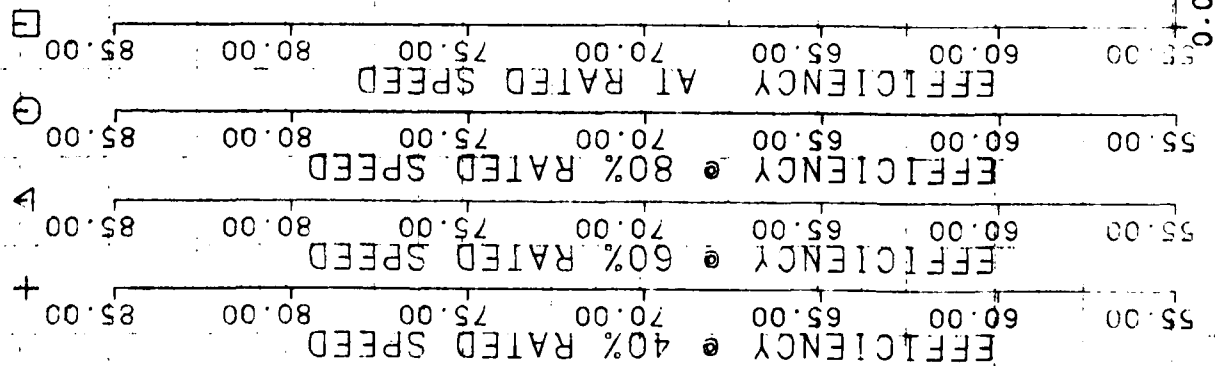 EFFICIENCY @ 40% RATED SPEED
55.00 60.00 65.00 70.00 75.00 80.00 85.00
EFFICIENCY @ 60% RATED SPEED
55.00 60.00 65.00 70.00 75.00 80.00 85.00
EFFICIENCY @ 80% RATED SPEED
55.00 60.00 65.00 70.00 75.00 80.00 85.00
EFFICIENCY AT RATED SPEED
55.00 60.00 65.00 70.00 75.00 80.00 85.00
0.0